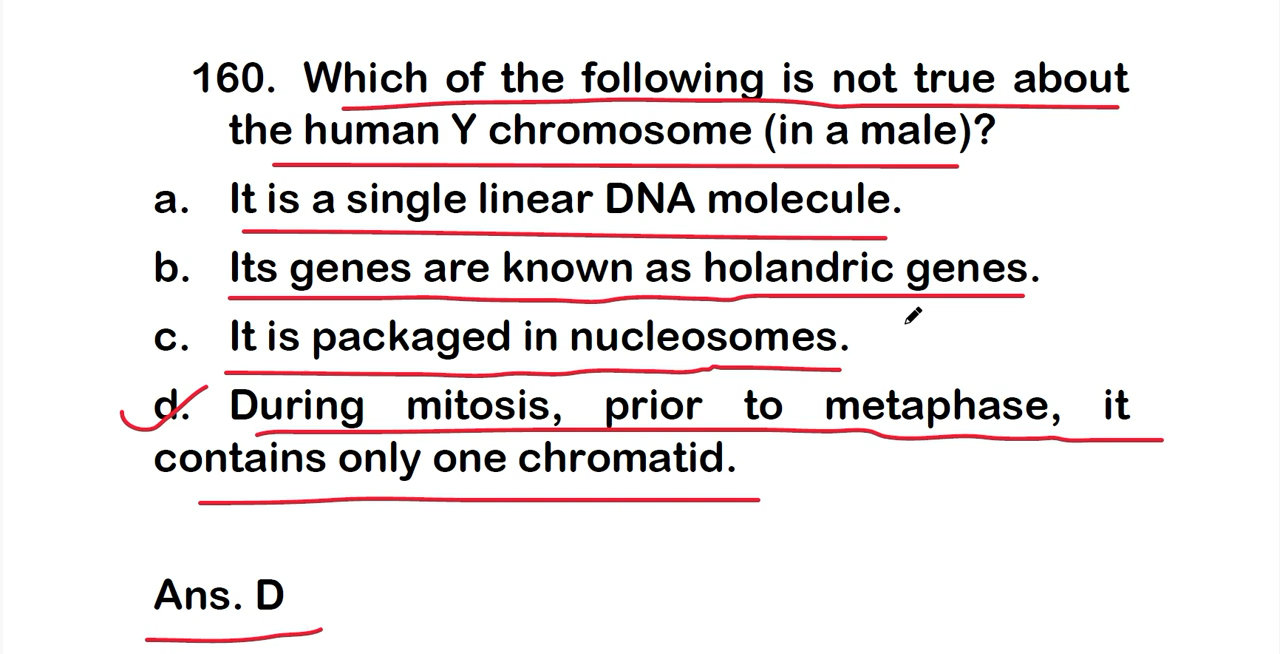 160. Which of the following is not true about
the human Y chromosome (in a male)?
a. It is a single linear DNA molecule.
b. Its genes are known as holandric genes.
c. It is packaged in nucleosomes.
d. During mitosis, prior to metaphase, it
contains only one chromatid.
Ans. D